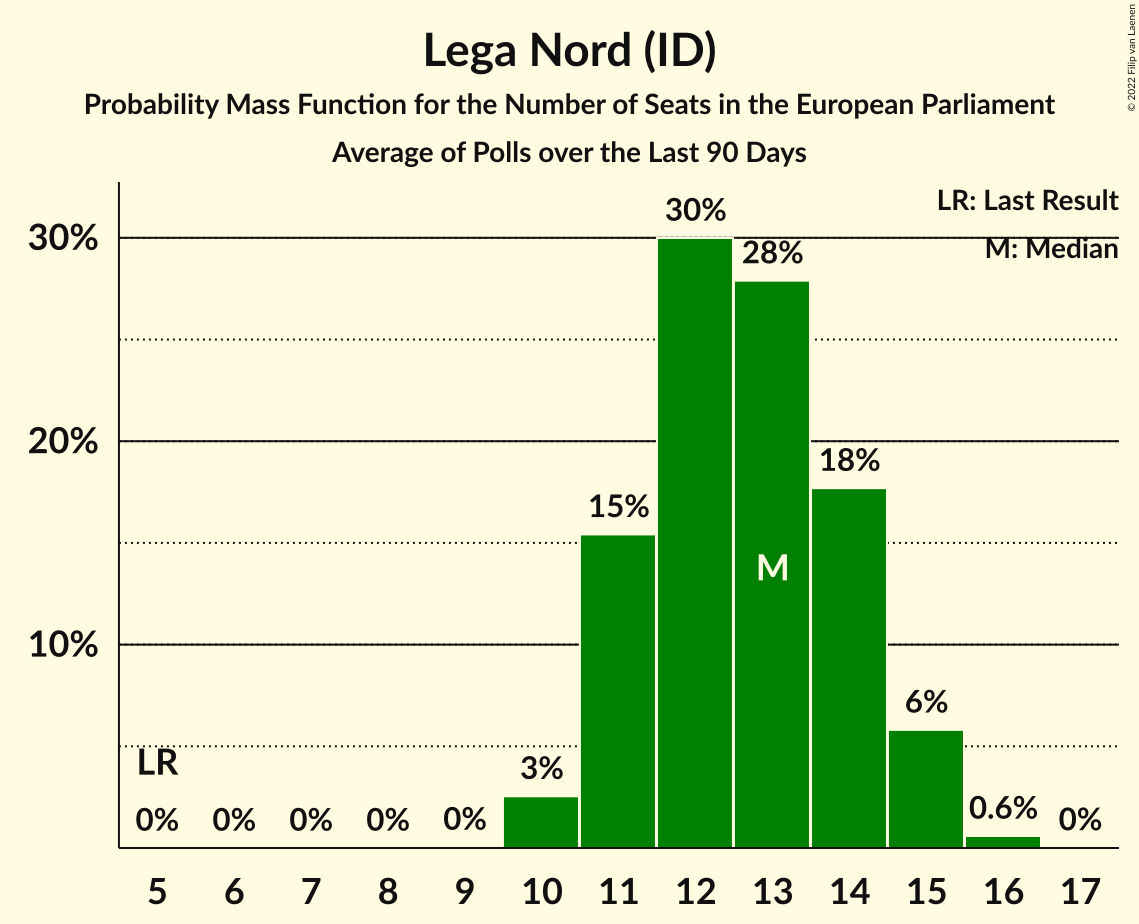 Lega Nord (ID)
Probability Mass Function for the Number of Seats in the European Parliament
Average of Polls over the Last 90 Days
© 2022 Filip van Laenen
LR: Last Result
M: Median
30%
20%
10%
30%
28%
18%
15%
M
6%
LR
3%
0.6%
0% 0% 0% 0% 0% 0%
5 6 7 8 9 10 11 12 13 14 15 16 17